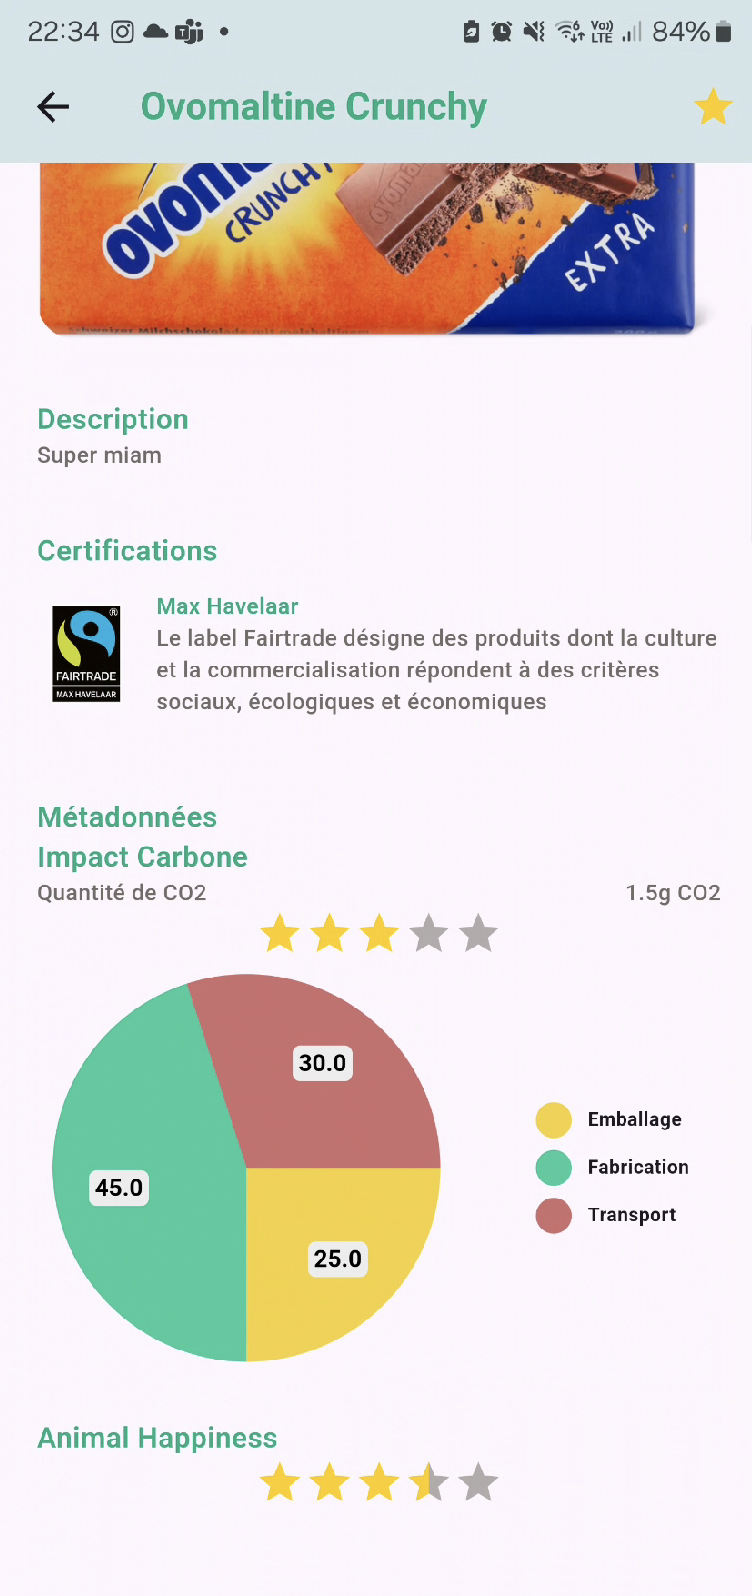 22:34
Vo))
LTE
84%
Ovomaltine Crunchy
CRUNCHY
EXTRA
Description
Super miam
Certifications
Max Havelaar
Le label Fairtrade désigne des produits dont la culture
et la commercialisation répondent à des critères
sociaux, écologiques et économiques
FAIRTRADE
MAX HAVELAAR
Métadonnées
Impact Carbone
Quantité de CO2 1.5g CO2
30.0
45.0
25.0
Emballage
Fabrication
Transport
Animal Happiness